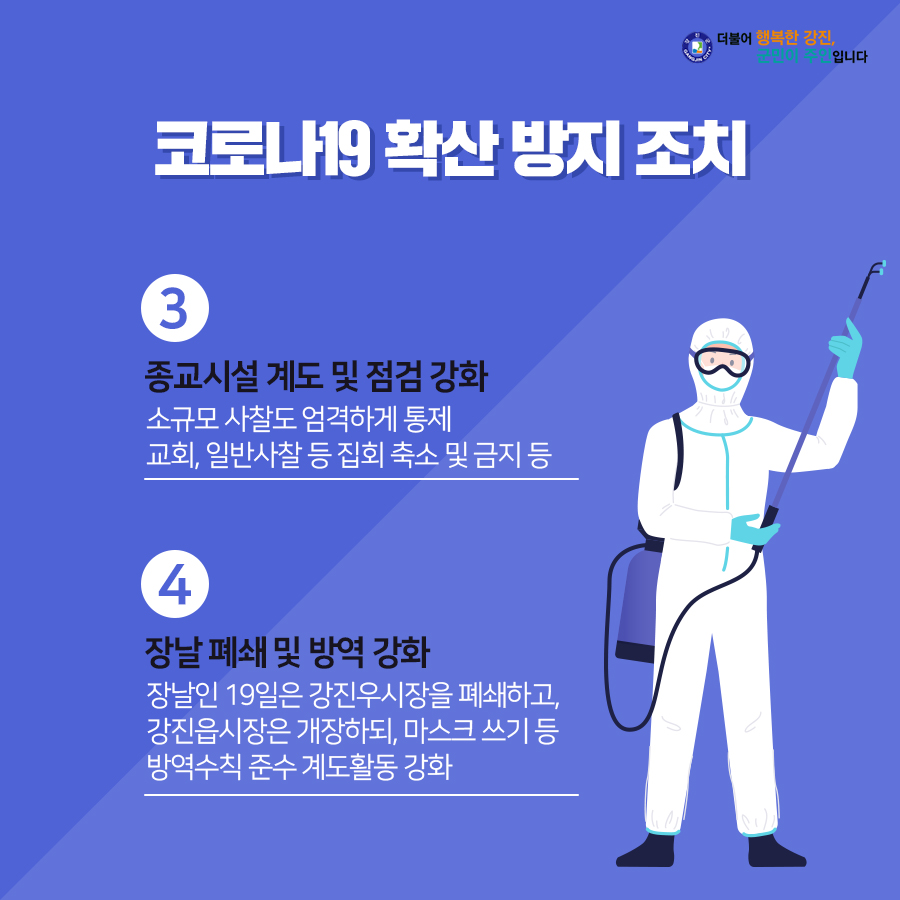 더불어 행복한 강진,
군민이 주인입니다
코로나19 확산 방지 조치
3
종교시설 계도 및 점검 강화
소규모 사찰도 엄격하게 통제
교회, 일반사찰 등 집회 축소 및 금지 등
4
장날 폐쇄 및 방역 강화
장날인 19일은 강진우시장을 폐쇄하고,
강진읍시장은 개장하되, 마스크 쓰기 등
방역수칙 준수 계도활동 강화